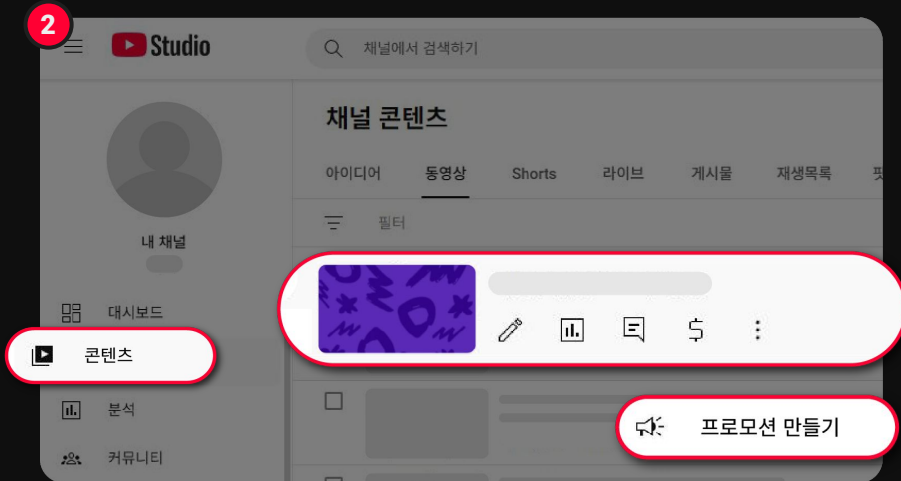 2
Studio
채널에서 검색하기
채널 콘텐츠
아이디어 동영상 Shorts 라이브 게시물 재생목록
필터
내 채널
대시보드
콘텐츠
분석
커뮤니티
프로모션 만들기